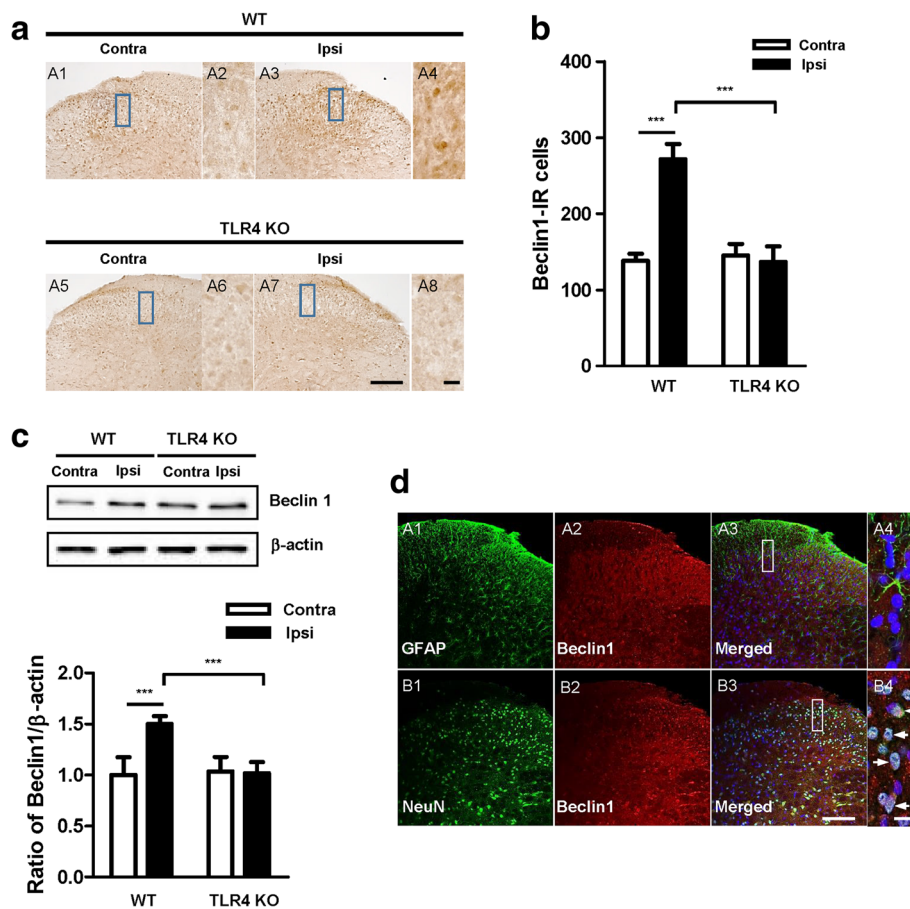 a
WT
Contra
Ipsi
A1
A2
A3
A4
TLR4 KO
Contra
Ipsi
A5
A6
A7
A8
b
Contra
Ipsi
Beclin1-IR cells
400
300
200
100
0
***
***
WT
TLR4 KO
c
WT
TLR4 KO
Contra
Ipsi
Contra
Ipsi
Beclin 1
β-actin
Contra
Ipsi
Ratio of Beclin1/β-actin
2.0
1.5
1.0
0.5
0.0
***
***
WT
TLR4 KO
d
A1
A2
A3
A4
GFAP
Beclin1
Merged
B1
B2
B3
B4
NeuN
Beclin1
Merged